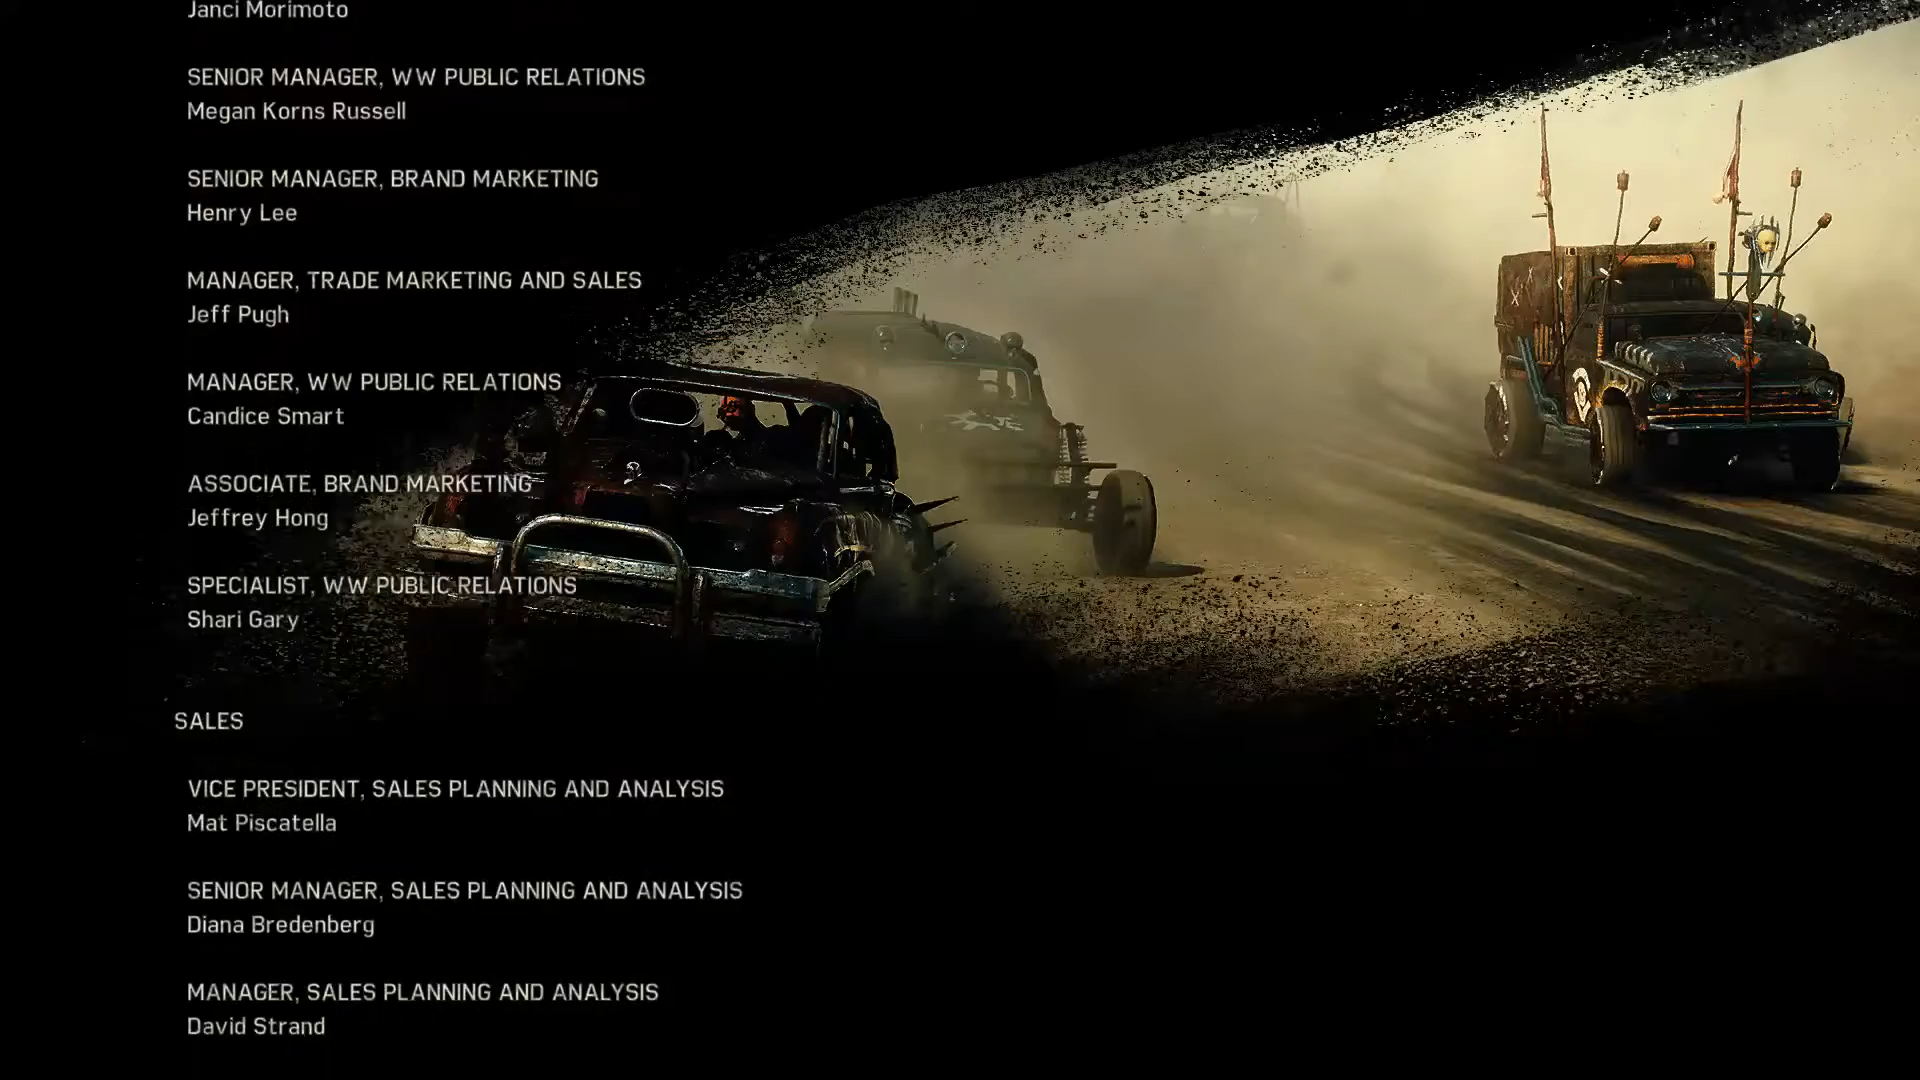 Janci Morimoto
SENIOR MANAGER, WW PUBLIC RELATIONS
Megan Korns Russell
SENIOR MANAGER, BRAND MARKETING
Henry Lee
MANAGER, TRADE MARKETING AND SALES
Jeff Pugh
MANAGER, WW PUBLIC RELATIONS
Candice Smart
ASSOCIATE, BRAND MARKETING
Jeffrey Hong
SPECIALIST, WW PUBLIC RELATIONS
Shari Gary
SALES
VICE PRESIDENT, SALES PLANNING AND ANALYSIS
Mat Piscatella
SENIOR MANAGER, SALES PLANNING AND ANALYSIS
Diana Bredenberg
MANAGER, SALES PLANNING AND ANALYSIS
David Strand